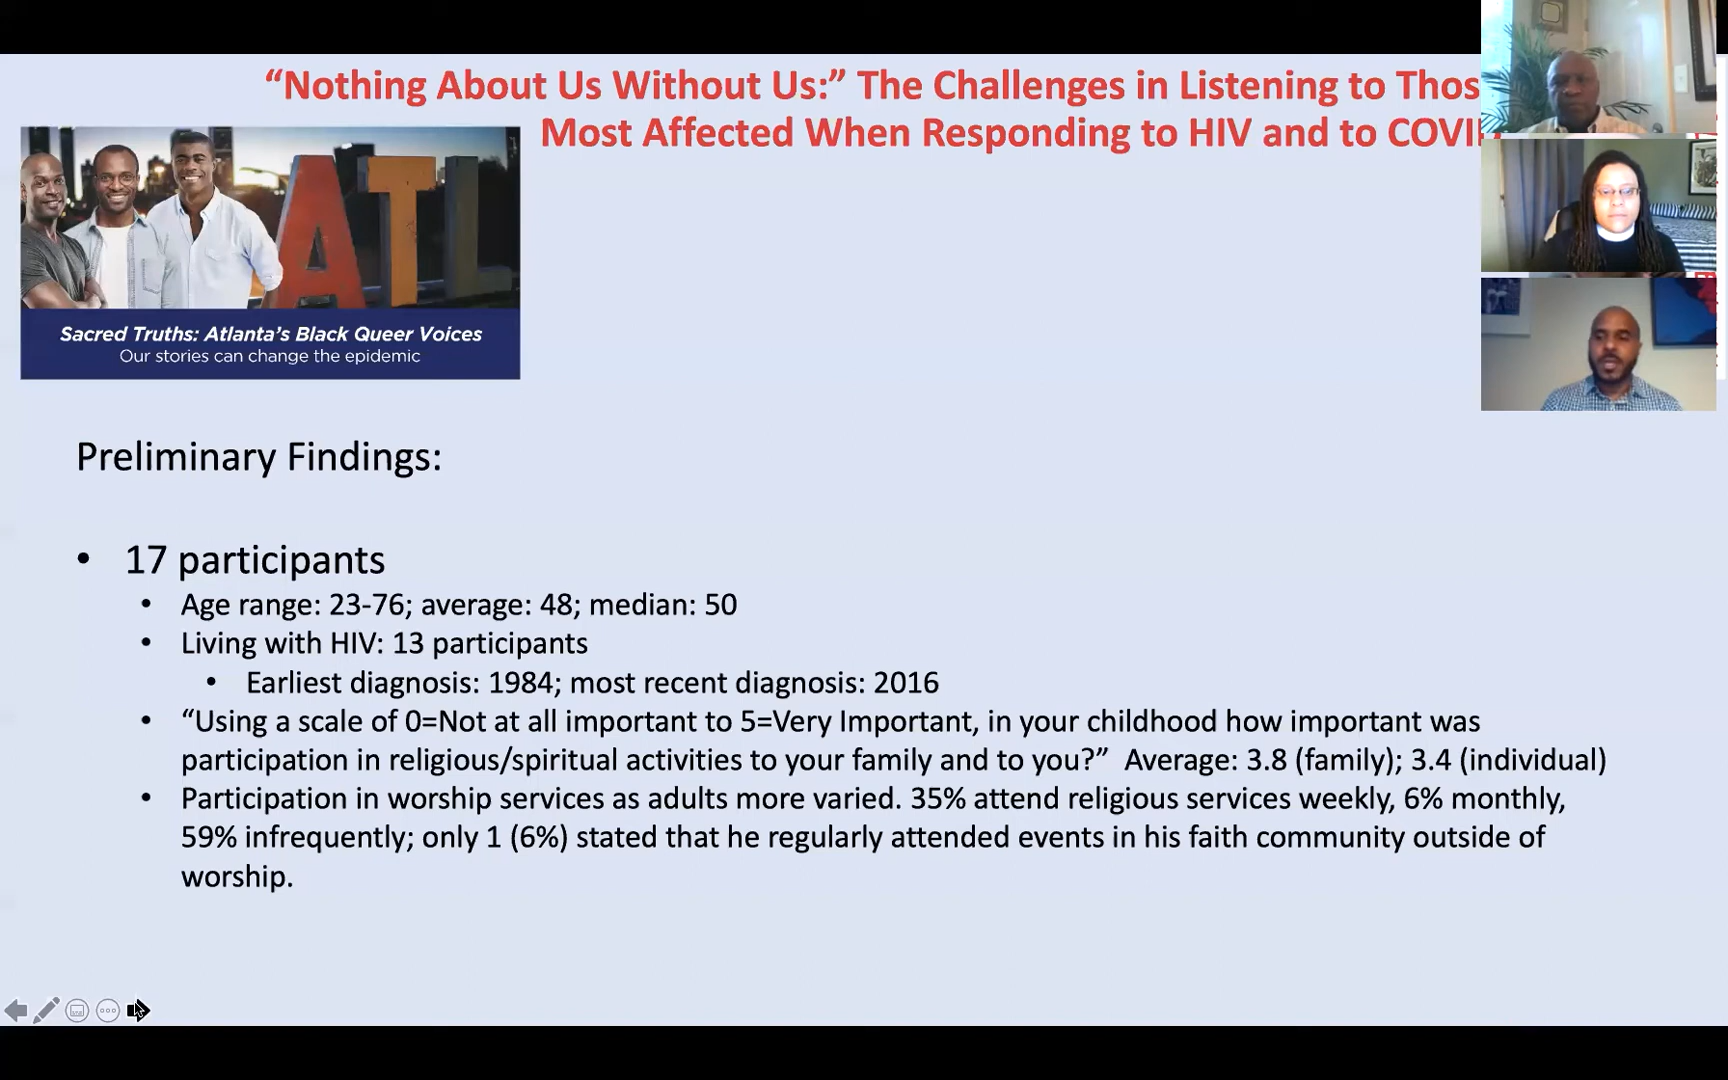 “Nothing About Us Without Us:” The Challenges in Listening to
Most Affected When Responding to HIV and to
ATL
Sacred Truths: Atlanta’s Black Queer Voices
Our stories can change the epidemic
Preliminary Findings:
• 17 participants
• Age range: 23-76; average: 48; median: 50
• Living with HIV: 13 participants
• Earliest diagnosis: 1984; most recent diagnosis: 2016
• “Using a scale of 0=Not at all important to 5=Very Important, in your childhood how important was
participation in religious/spiritual activities to your family and to you?” Average: 3.8 (family); 3.4 (individual)
• Participation in worship services as adults more varied. 35% attend religious services weekly, 6% monthly,
59% infrequently; only 1 (6%) stated that he regularly attended events in his faith community outside of
worship.